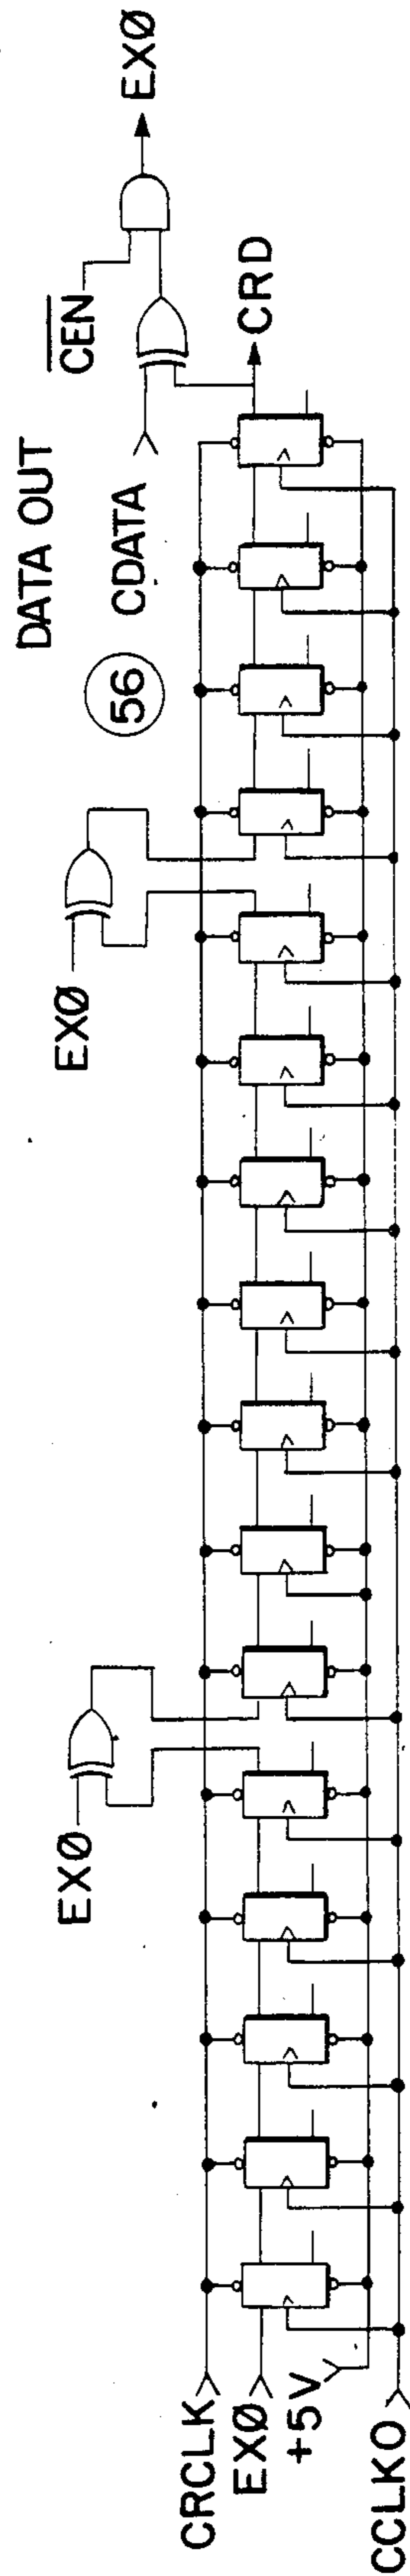 DATA OUT
56
CDATA
CEN
EXØ
CRD
EXØ
EXØ
CRCLK
EXØ
+5V
CCLKO